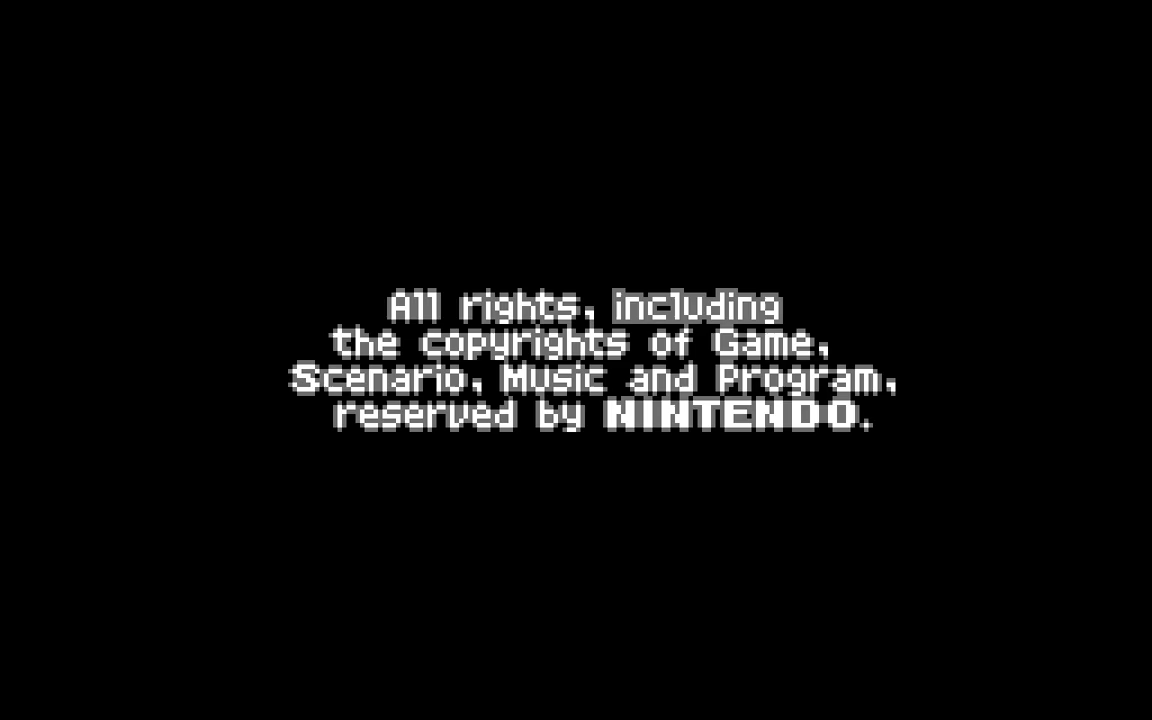 All rights, including
the copyrights of Game,
Scenario, Music and Program,
reserved by NINTENDO.